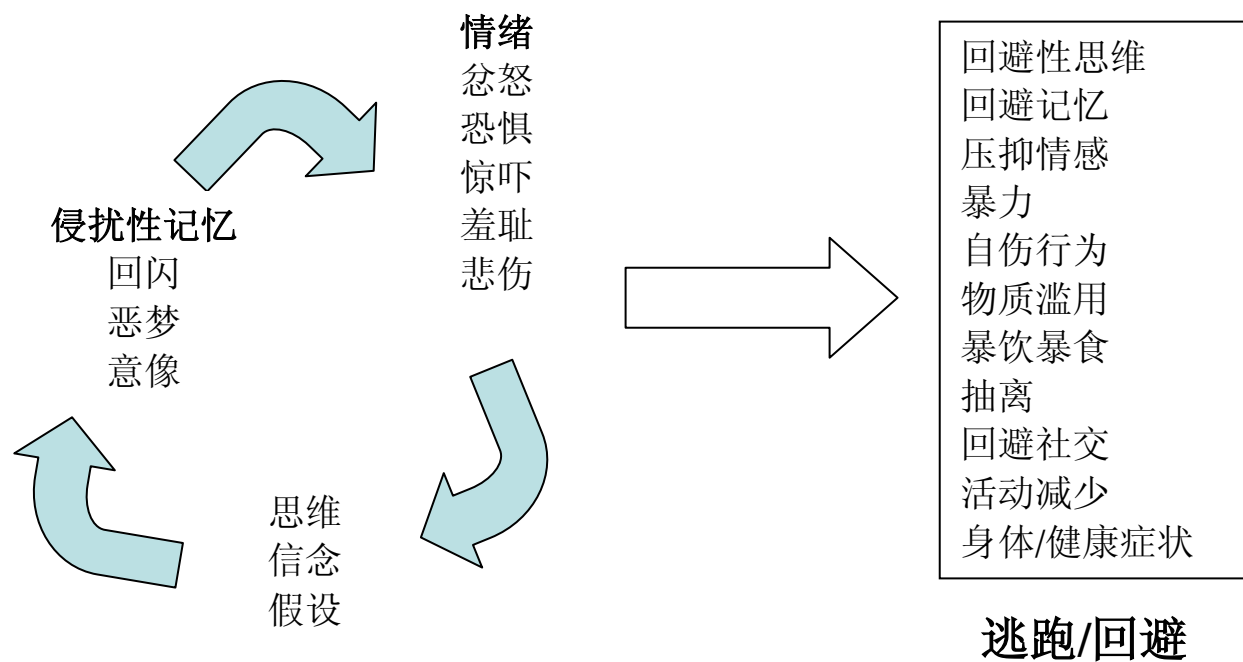 情绪
忿怒
恐惧
惊吓
羞耻
悲伤
侵扰性记忆
回闪
恶梦
意像
思维
信念
假设
回避性思维
回避记忆
压抑情感
暴力
自伤行为
物质滥用
暴饮暴食
抽离
回避社交
活动减少
身体/健康症状
逃跑/回避